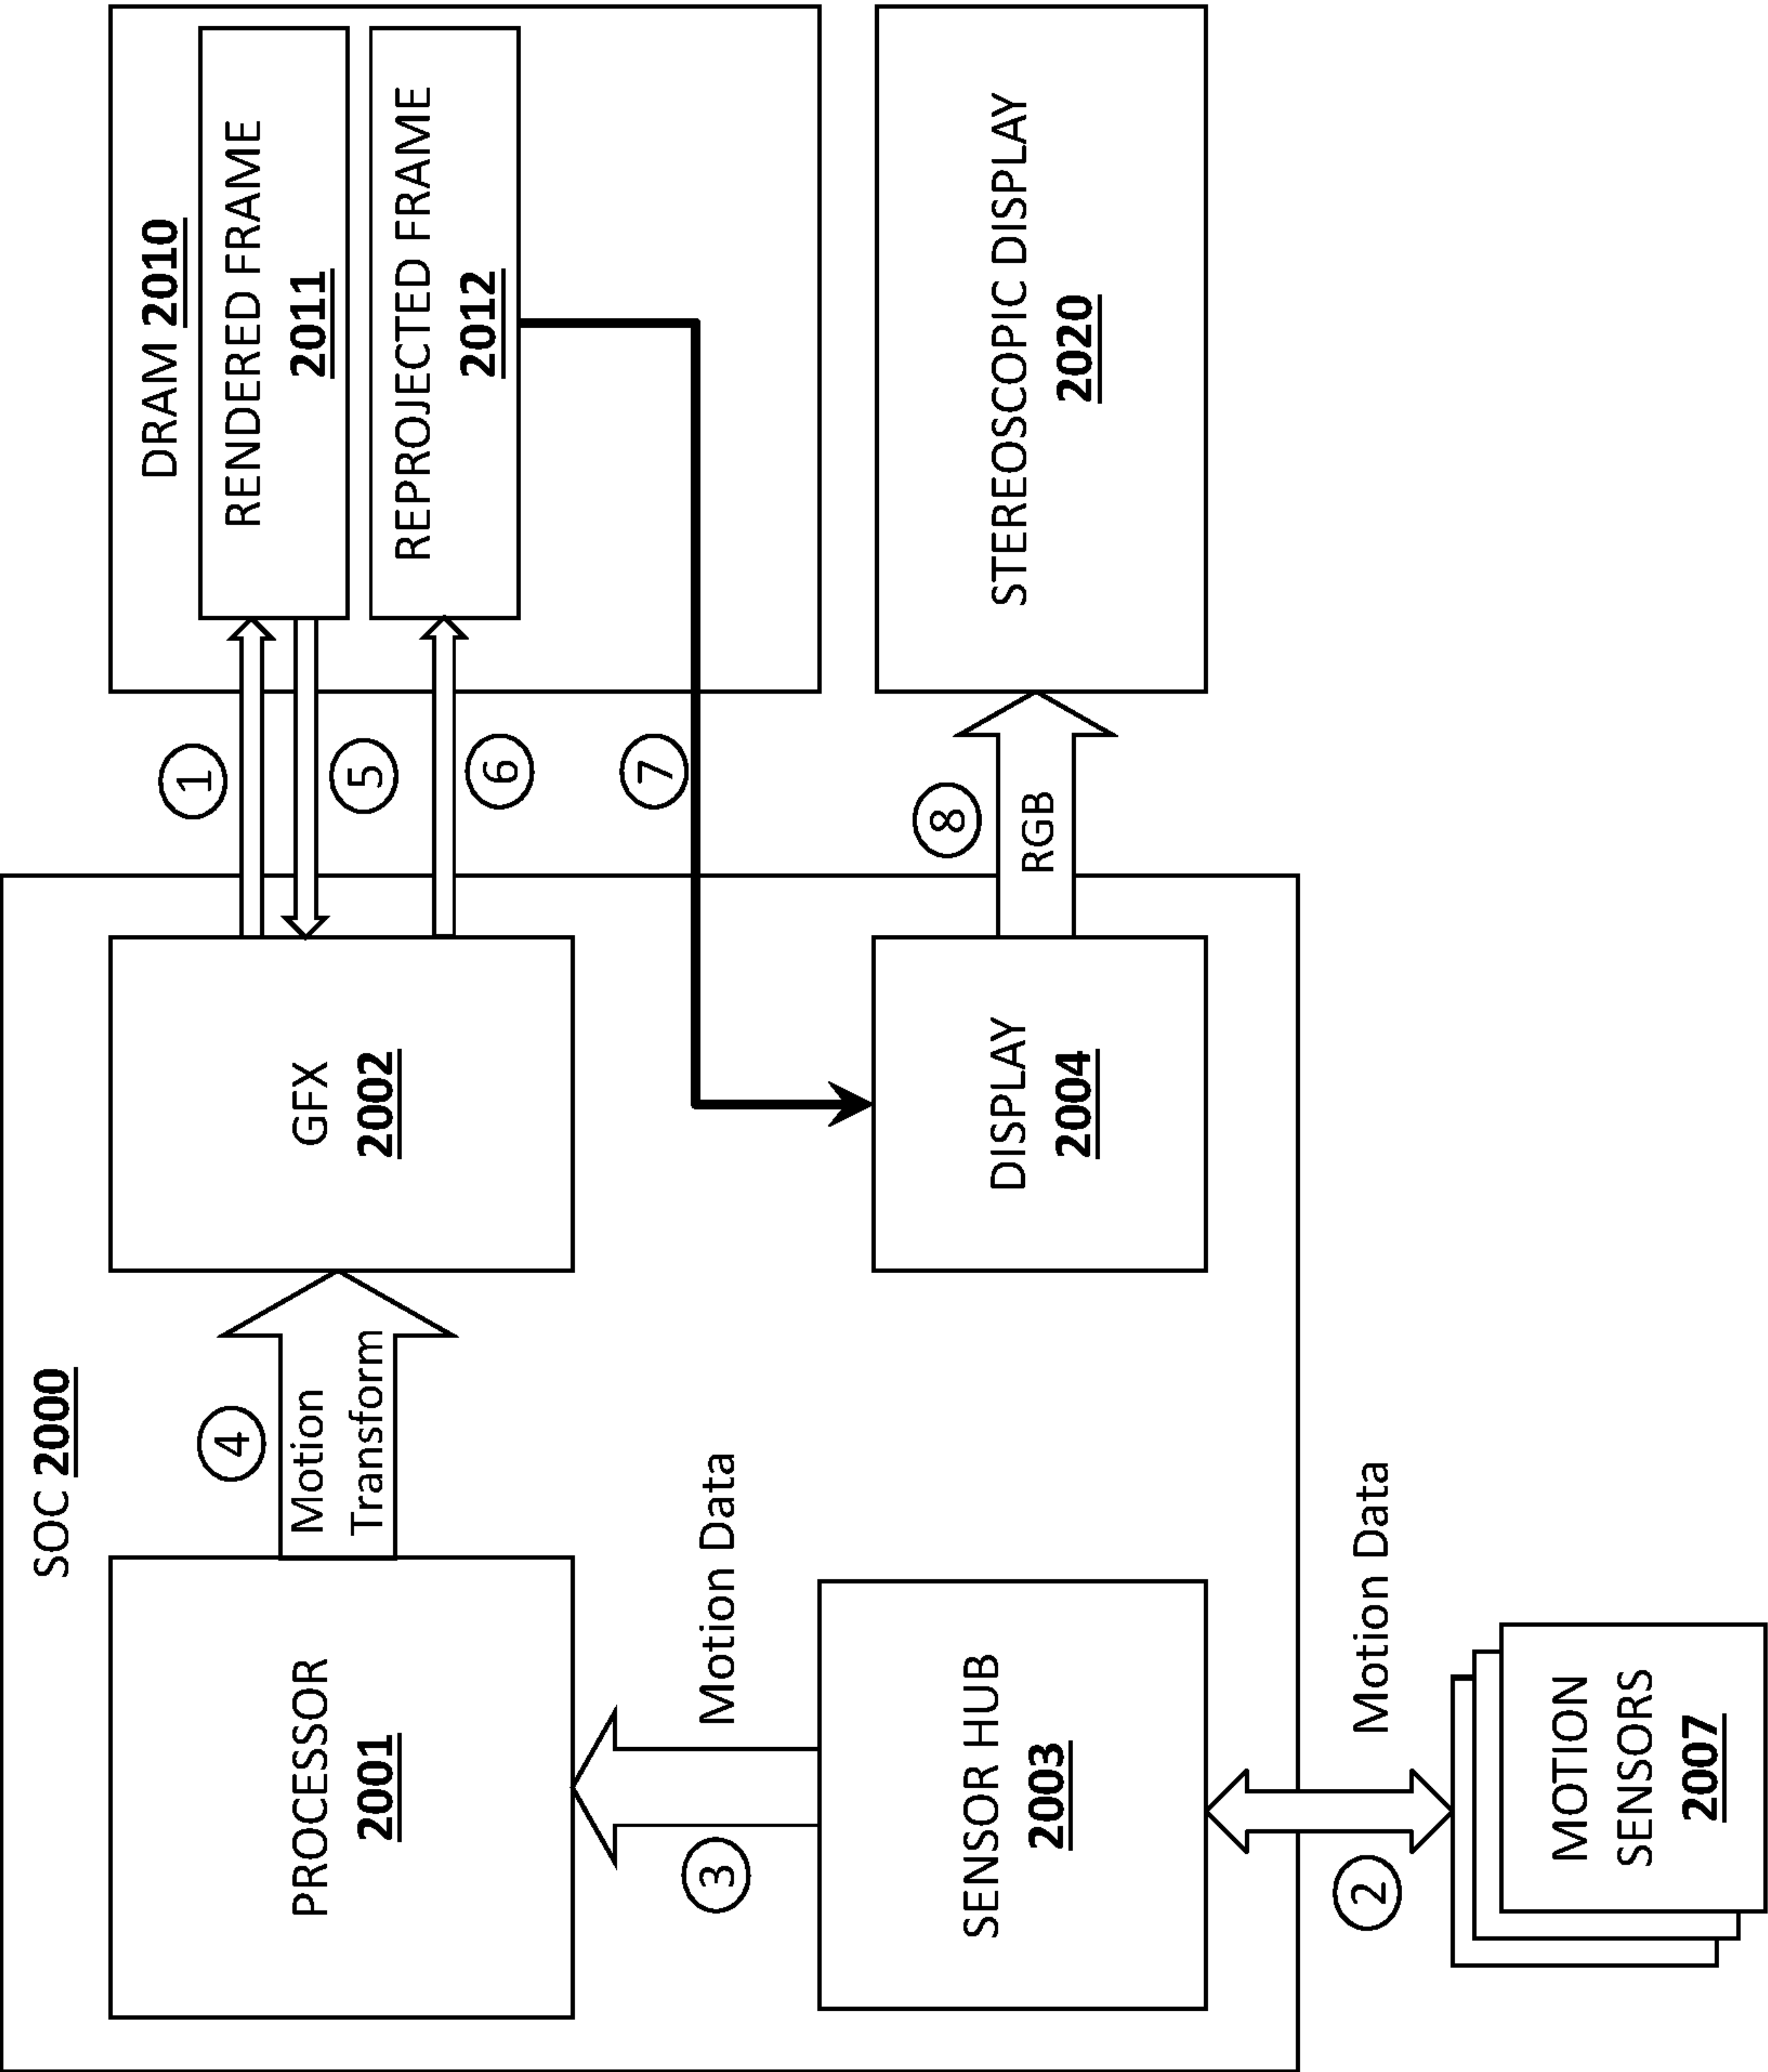 SOC 2000
PROCESSOR
2001
4
Motion
Transform
GFX
2002
1
5
6
7
DRAM 2010
RENDERED FRAME
2011
REPROJECTED FRAME
2012
3
Motion Data
SENSOR HUB
2003
DISPLAY
2004
8
RGB
STEREOSCOPIC DISPLAY
2020
2
Motion Data
MOTION
SENSORS
2007